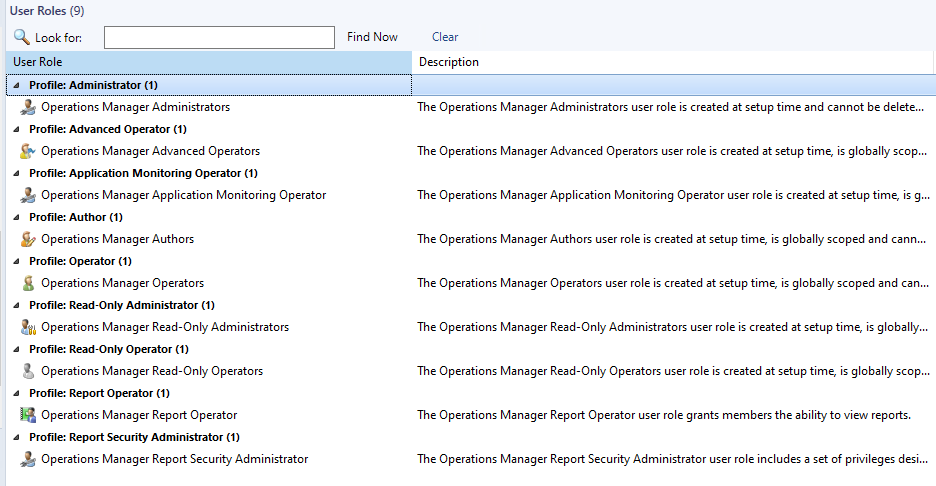 User Roles (9)
Look for: Find Now Clear
User Role Description
Profile: Administrator (1)
Operations Manager Administrators The Operations Manager Administrators user role is created at setup time and cannot be delete...
Profile: Advanced Operator (1)
Operations Manager Advanced Operators The Operations Manager Advanced Operators user role is created at setup time, is globally scop...
Profile: Application Monitoring Operator (1)
Operations Manager Application Monitoring Operator The Operations Manager Application Monitoring Operator user role is created at setup time, is g...
Profile: Author (1)
Operations Manager Authors The Operations Manager Authors user role is created at setup time, is globally scoped and cann...
Profile: Operator (1)
Operations Manager Operators The Operations Manager Operators user role is created at setup time, is globally scoped and can...
Profile: Read-Only Administrator (1)
Operations Manager Read-Only Administrators The Operations Manager Read-Only Administrators user role is created at setup time, is globally...
Profile: Read-Only Operator (1)
Operations Manager Read-Only Operators The Operations Manager Read-Only Operators user role is created at setup time, is globally scop...
Profile: Report Operator (1)
Operations Manager Report Operator The Operations Manager Report Operator user role grants members the ability to view reports.
Profile: Report Security Administrator (1)
Operations Manager Report Security Administrator The Operations Manager Report Security Administrator user role includes a set of privileges desi...